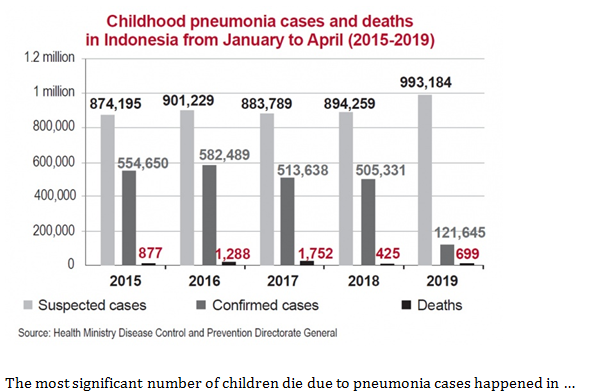 Childhood pneumonia cases and deaths
in Indonesia from January to April (2015-2019)
1.2 million
1 million
800,000
600,000
400,000
200,000
0
874,195
554,650
877
901,229
582,489
1,288
883,789
513,638
1,752
894,259
505,331
425
993,184
121,645
699
2015 2016 2017 2018 2019
Suspected cases Confirmed cases Deaths
Source: Health Ministry Disease Control and Prevention Directorate General
The most significant number of children die due to pneumonia cases happened in ...